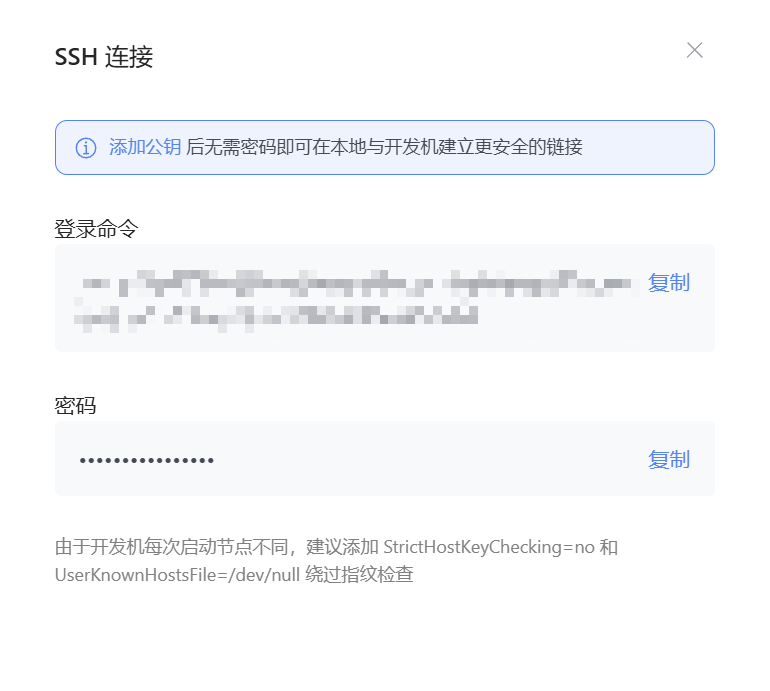 SSH 连接
添加公钥 后无需密码即可在本地与开发机建立更安全的链接
登录命令
复制
密码
••••••••••••••••
复制
由于开发机每次启动节点不同，建议添加 StrictHostKeyChecking=no 和
UserKnownHostsFile=/dev/null 绕过指纹检查